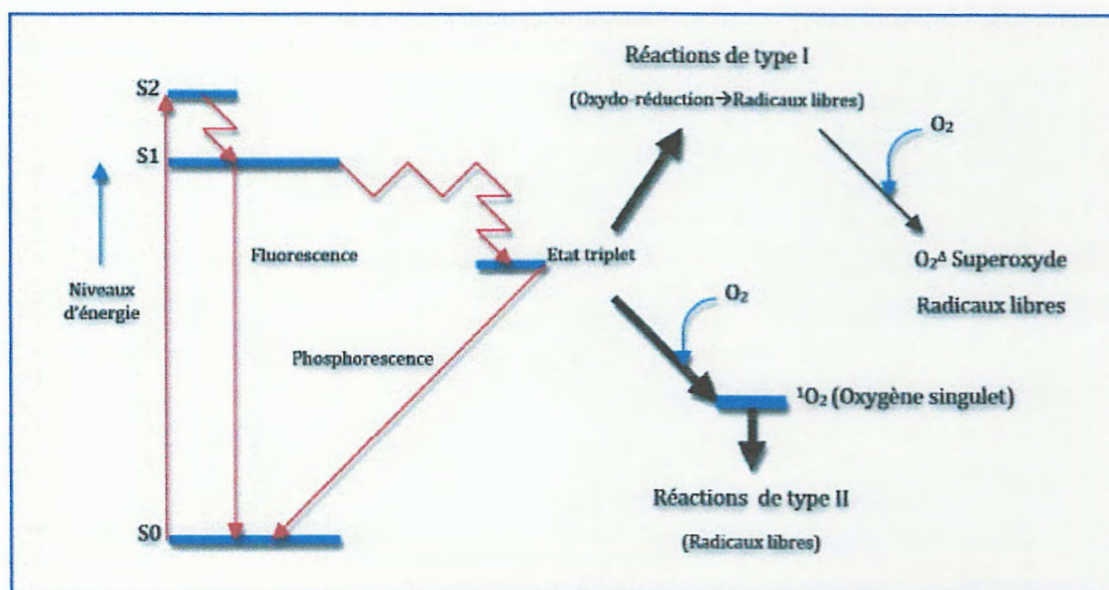 Réactions de type I
(Oxydo-réduction→Radicaux libres)
S2
O₂
S1
Fluorescence
Etat triplet
O₂ᐞ Superoxyde
Niveaux
d'énergie
O₂
Radicaux libres
Phosphorescence
¹O₂ (Oxygène singulet)
Réactions de type II
S0
(Radicaux libres)